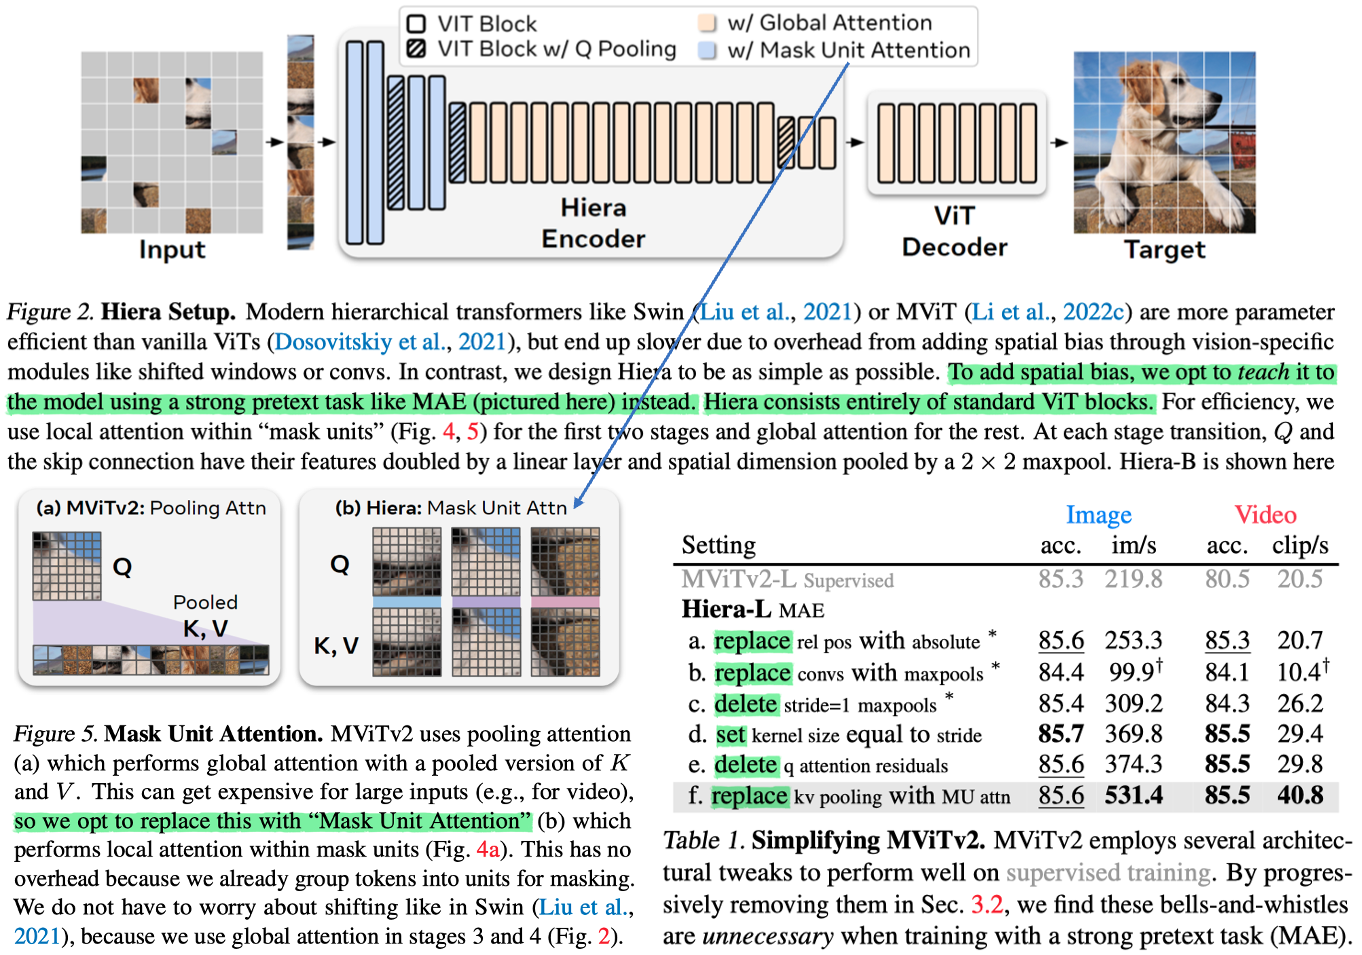 VIT Block
w/ Global Attention
VIT Block w/ Q Pooling
w/ Mask Unit Attention
Input
Hiera
Encoder
ViT
Decoder
Target
Figure 2. Hiera Setup. Modern hierarchical transformers like Swin (Liu et al., 2021) or MViT (Li et al., 2022c) are more parameter
efficient than vanilla ViTs (Dosovitskiy et al., 2021), but end up slower due to overhead from adding spatial bias through vision-specific
modules like shifted windows or convs. In contrast, we design Hiera to be as simple as possible. To add spatial bias, we opt to teach it to
the model using a strong pretext task like MAE (pictured here) instead. Hiera consists entirely of standard ViT blocks. For efficiency, we
use local attention within “mask units” (Fig. 4, 5) for the first two stages and global attention for the rest. At each stage transition, Q and
the skip connection have their features doubled by a linear layer and spatial dimension pooled by a 2 × 2 maxpool. Hiera-B is shown here
(a) MViTv2: Pooling Attn
Q
Pooled
K, V
(b) Hiera: Mask Unit Attn
Q
K, V
Figure 5. Mask Unit Attention. MViTv2 uses pooling attention
(a) which performs global attention with a pooled version of K
and V. This can get expensive for large inputs (e.g., for video),
so we opt to replace this with “Mask Unit Attention” (b) which
performs local attention within mask units (Fig. 4a). This has no
overhead because we already group tokens into units for masking.
We do not have to worry about shifting like in Swin (Liu et al.,
2021), because we use global attention in stages 3 and 4 (Fig. 2).
Image Video
Setting acc. im/s acc. clip/s
MViTv2-L Supervised 85.3 219.8 80.5 20.5
Hiera-L MAE
a. replace rel pos with absolute * 85.6 253.3 85.3 20.7
b. replace convs with maxpools * 84.4 99.9† 84.1 10.4†
c. delete stride=1 maxpools * 85.4 309.2 84.3 26.2
d. set kernel size equal to stride 85.7 369.8 85.5 29.4
e. delete q attention residuals 85.6 374.3 85.5 29.8
f. replace kv pooling with MU attn 85.6 531.4 85.5 40.8
Table 1. Simplifying MViTv2. MViTv2 employs several architec-
tural tweaks to perform well on supervised training. By progres-
sively removing them in Sec. 3.2, we find these bells-and-whistles
are unnecessary when training with a strong pretext task (MAE).